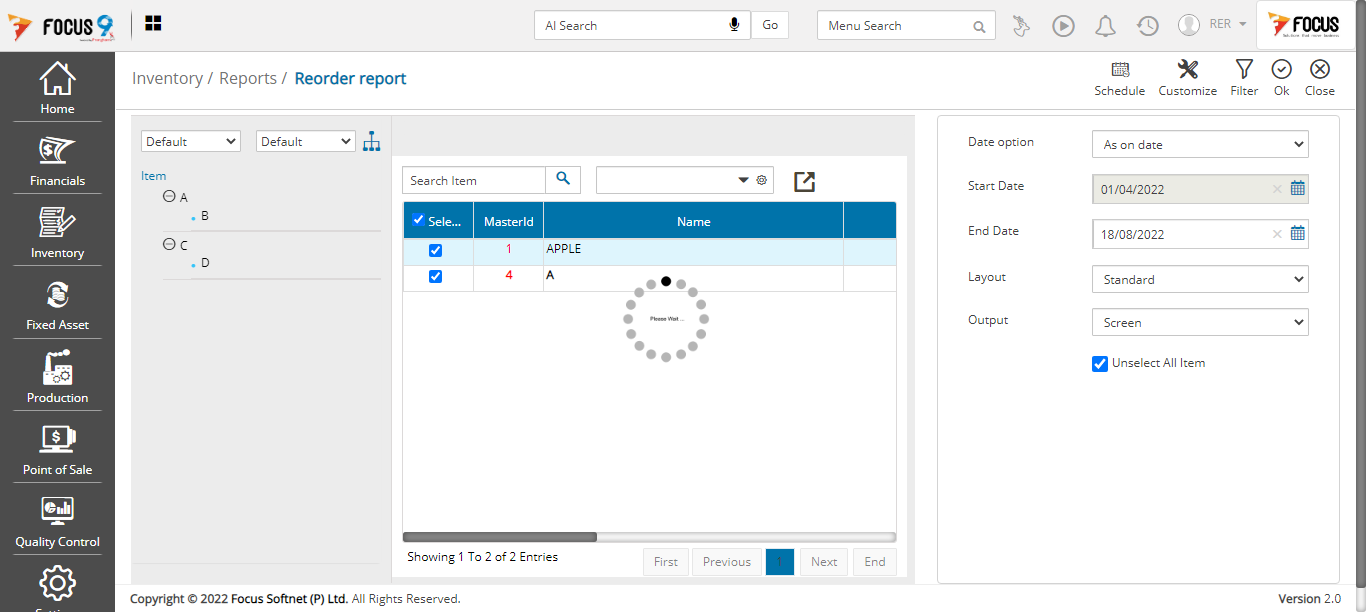 FOCUS 9
AI Search
Go
Menu Search
RER
FOCUS
Inventory / Reports / Reorder report
Schedule
Customize
Filter
Ok
Close
Home
Financials
Inventory
Fixed Asset
Production
Point of Sale
Quality Control
Default
Default
Item
A
B
C
D
Search Item
Sele... MasterId Name
1 APPLE
4 A
Please Wait ...
Showing 1 To 2 of 2 Entries
First
Previous
1
Next
End
Date option As on date
Start Date 01/04/2022
End Date 18/08/2022
Layout Standard
Output Screen
Unselect All Item
Copyright © 2022 Focus Softnet (P) Ltd. All Rights Reserved.
Version 2.0